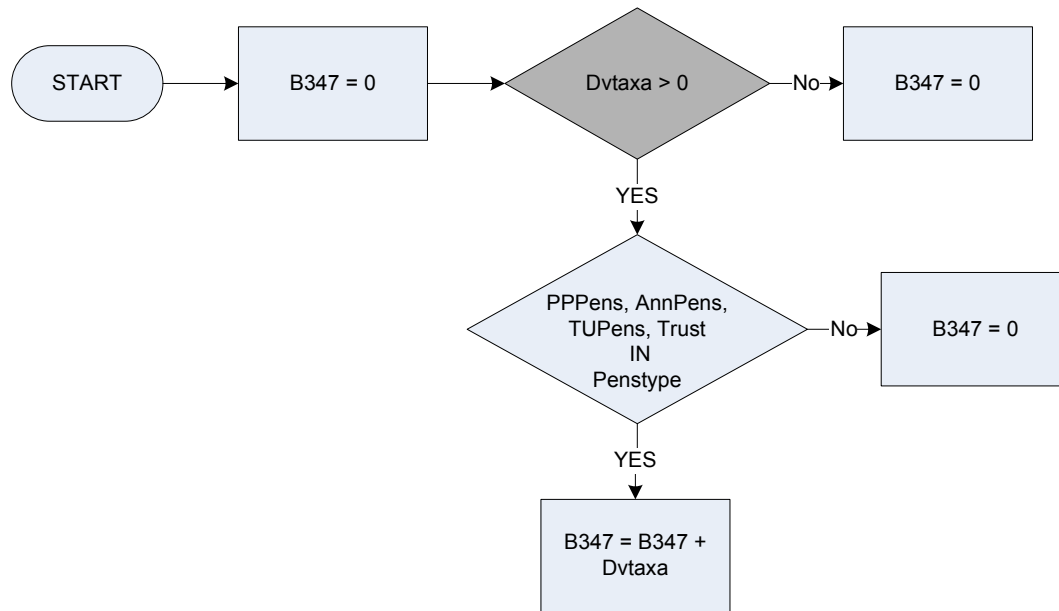 START
B347 = 0
Dvtaxa > 0
No
B347 = 0
YES
PPPens, AnnPens,
TUPens, Trust
IN
Penstype
No
B347 = 0
YES
B347 = B347 +
Dvtaxa